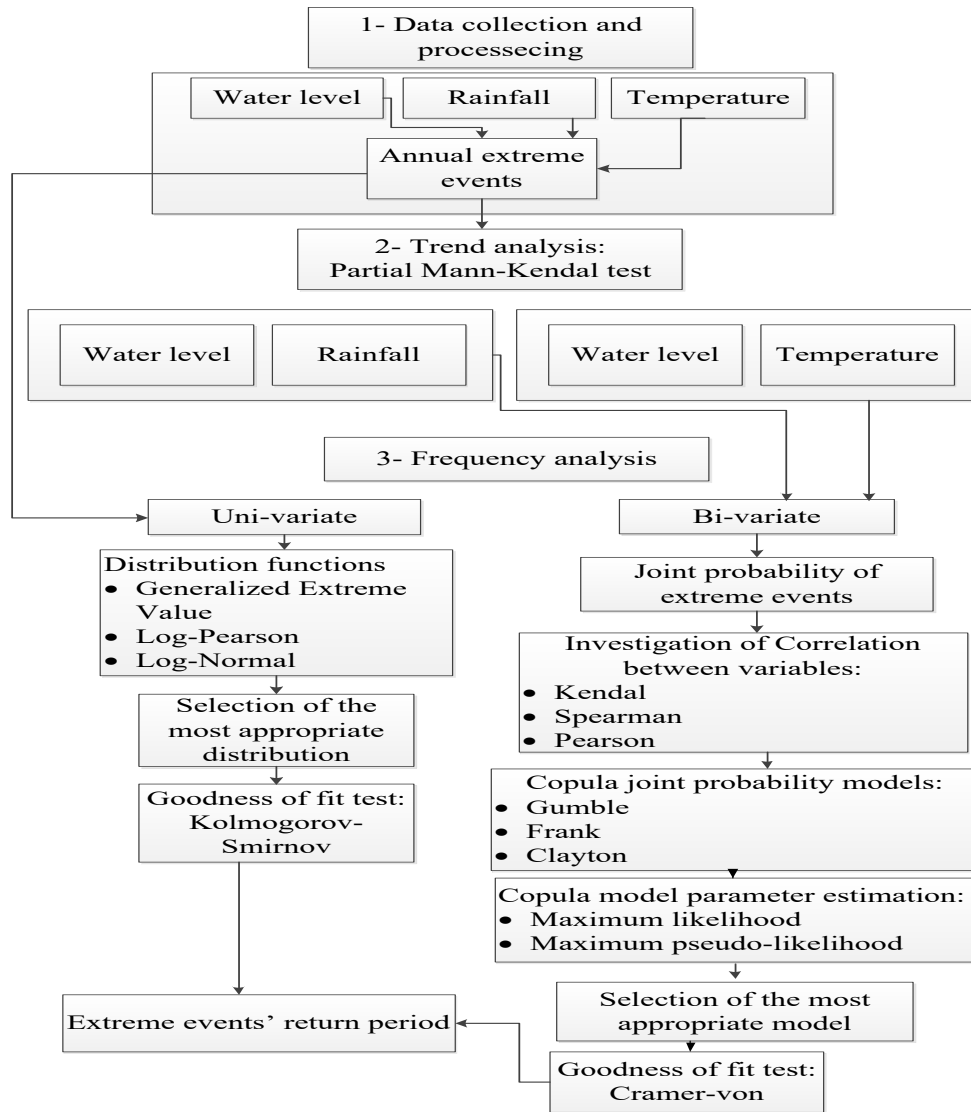 1- Data collection and
processecing
Water level
Rainfall
Temperature
Annual extreme
events
2- Trend analysis:
Partial Mann-Kendal test
Water level
Rainfall
Water level
Temperature
3- Frequency analysis
Uni-variate
Distribution functions
• Generalized Extreme
Value
• Log-Pearson
• Log-Normal
Selection of the
most appropriate
distribution
Goodness of fit test:
Kolmogorov-
Smirnov
Bi-variate
Joint probability of
extreme events
Investigation of Correlation
between variables:
• Kendal
• Spearman
• Pearson
Copula joint probability models:
• Gumble
• Frank
• Clayton
Copula model parameter estimation:
• Maximum likelihood
• Maximum pseudo-likelihood
Selection of the most
appropriate model
Goodness of fit test:
Cramer-von
Extreme events’ return period